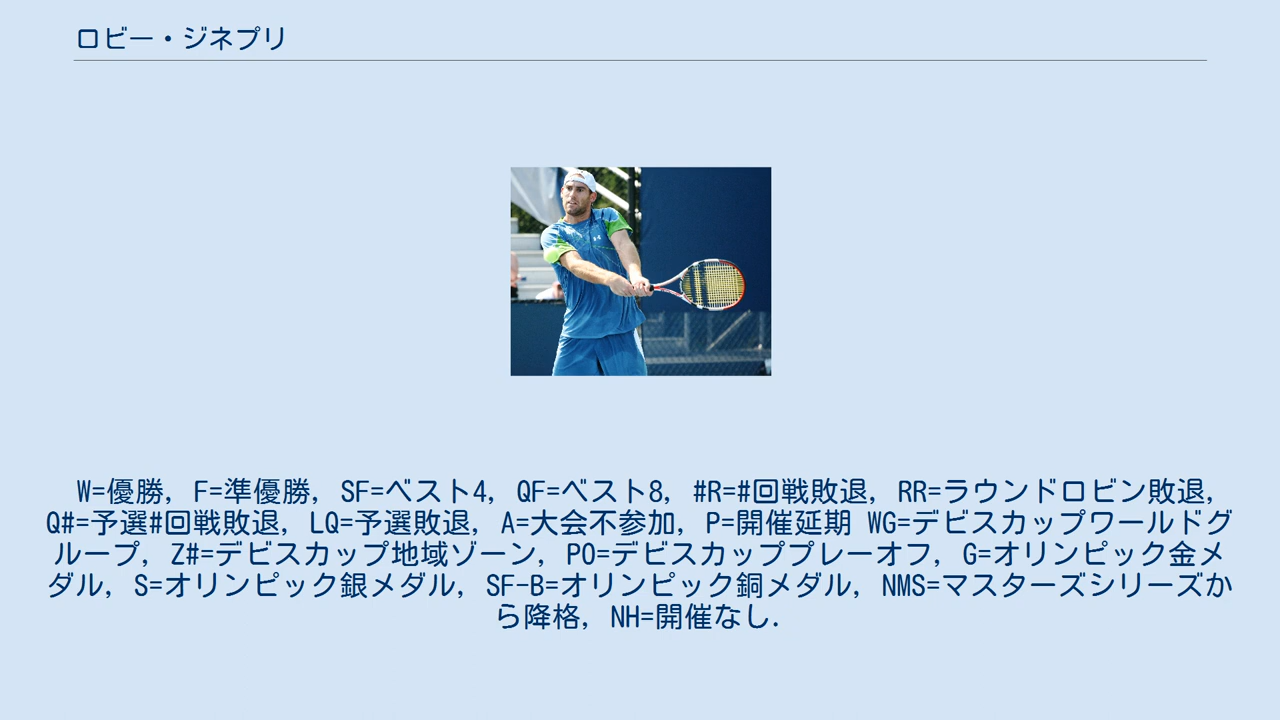 ロビー・ジネプリ
W=優勝, F=準優勝, SF=ベスト4, QF=ベスト8, #R=#回戦敗退, RR=ラウンドロビン敗退,
Q#=予選#回戦敗退, LQ=予選敗退, A=大会不参加, P=開催延期 WG=デビスカップワールドグ
ループ, Z#=デビスカップ地域ゾーン, PO=デビスカッププレーオフ, G=オリンピック金メ
ダル, S=オリンピック銀メダル, SF-B=オリンピック銅メダル, NMS=マスターズシリーズか
ら降格, NH=開催なし.